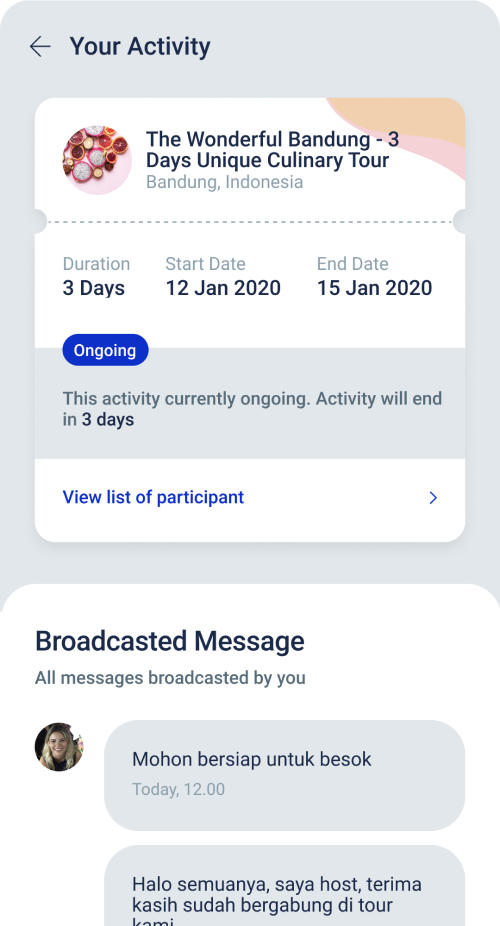 Your Activity
The Wonderful Bandung - 3
Days Unique Culinary Tour
Bandung, Indonesia
Duration
3 Days
Start Date
12 Jan 2020
End Date
15 Jan 2020
Ongoing
This activity currently ongoing. Activity will end
in 3 days
View list of participant
Broadcasted Message
All messages broadcasted by you
Mohon bersiap untuk besok
Today, 12.00
Halo semuanya, saya host, terima
kasih sudah bergabung di tour
kami